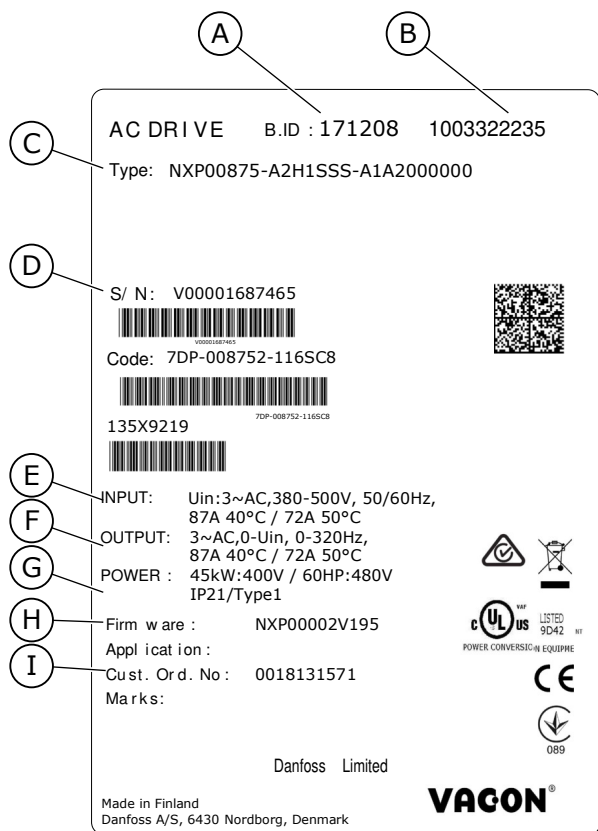 A
B
AC DRIVE B.ID : 171208 1003322235
C
Type: NXP00875-A2H1SSS-A1A2000000
D
S/ N: V00001687465
V00001687465
Code: 7DP-008752-116SC8
7DP-008752-116SC8
135X9219
E
INPUT: Uin:3~AC,380-500V, 50/60Hz,
87A 40°C / 72A 50°C
F
OUTPUT: 3~AC,0-Uin, 0-320Hz,
87A 40°C / 72A 50°C
G
POWER : 45kW:400V / 60HP:480V
IP21/Type1
H
Firm w are : NXP00002V195
Appl icat ion :
I
Cust. Ord. No : 0018131571
Marks:
VAF
c UL US LISTED
9D42 NT
POWER CONVERSIC N EQUIPME
CE
089
Danfoss Limited
Made in Finland
Danfoss A/S, 6430 Nordborg, Denmark
VACON®